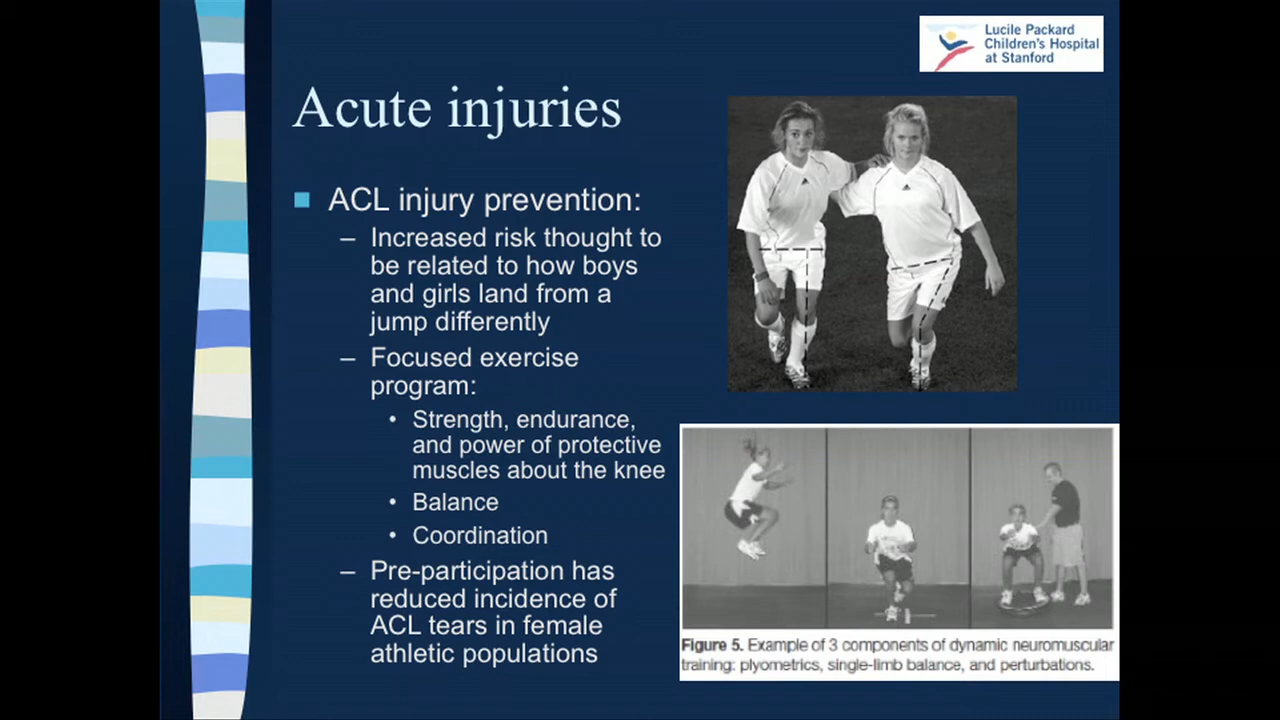 Lucile Packard
Children's Hospital
at Stanford
Acute injuries
ACL injury prevention:
– Increased risk thought to
be related to how boys
and girls land from a
jump differently
– Focused exercise
program:
• Strength, endurance,
and power of protective
muscles about the knee
• Balance
• Coordination
– Pre-participation has
reduced incidence of
ACL tears in female
athletic populations
Figure 5. Example of 3 components of dynamic neuromuscular
training: plyometrics, single-limb balance, and perturbations.